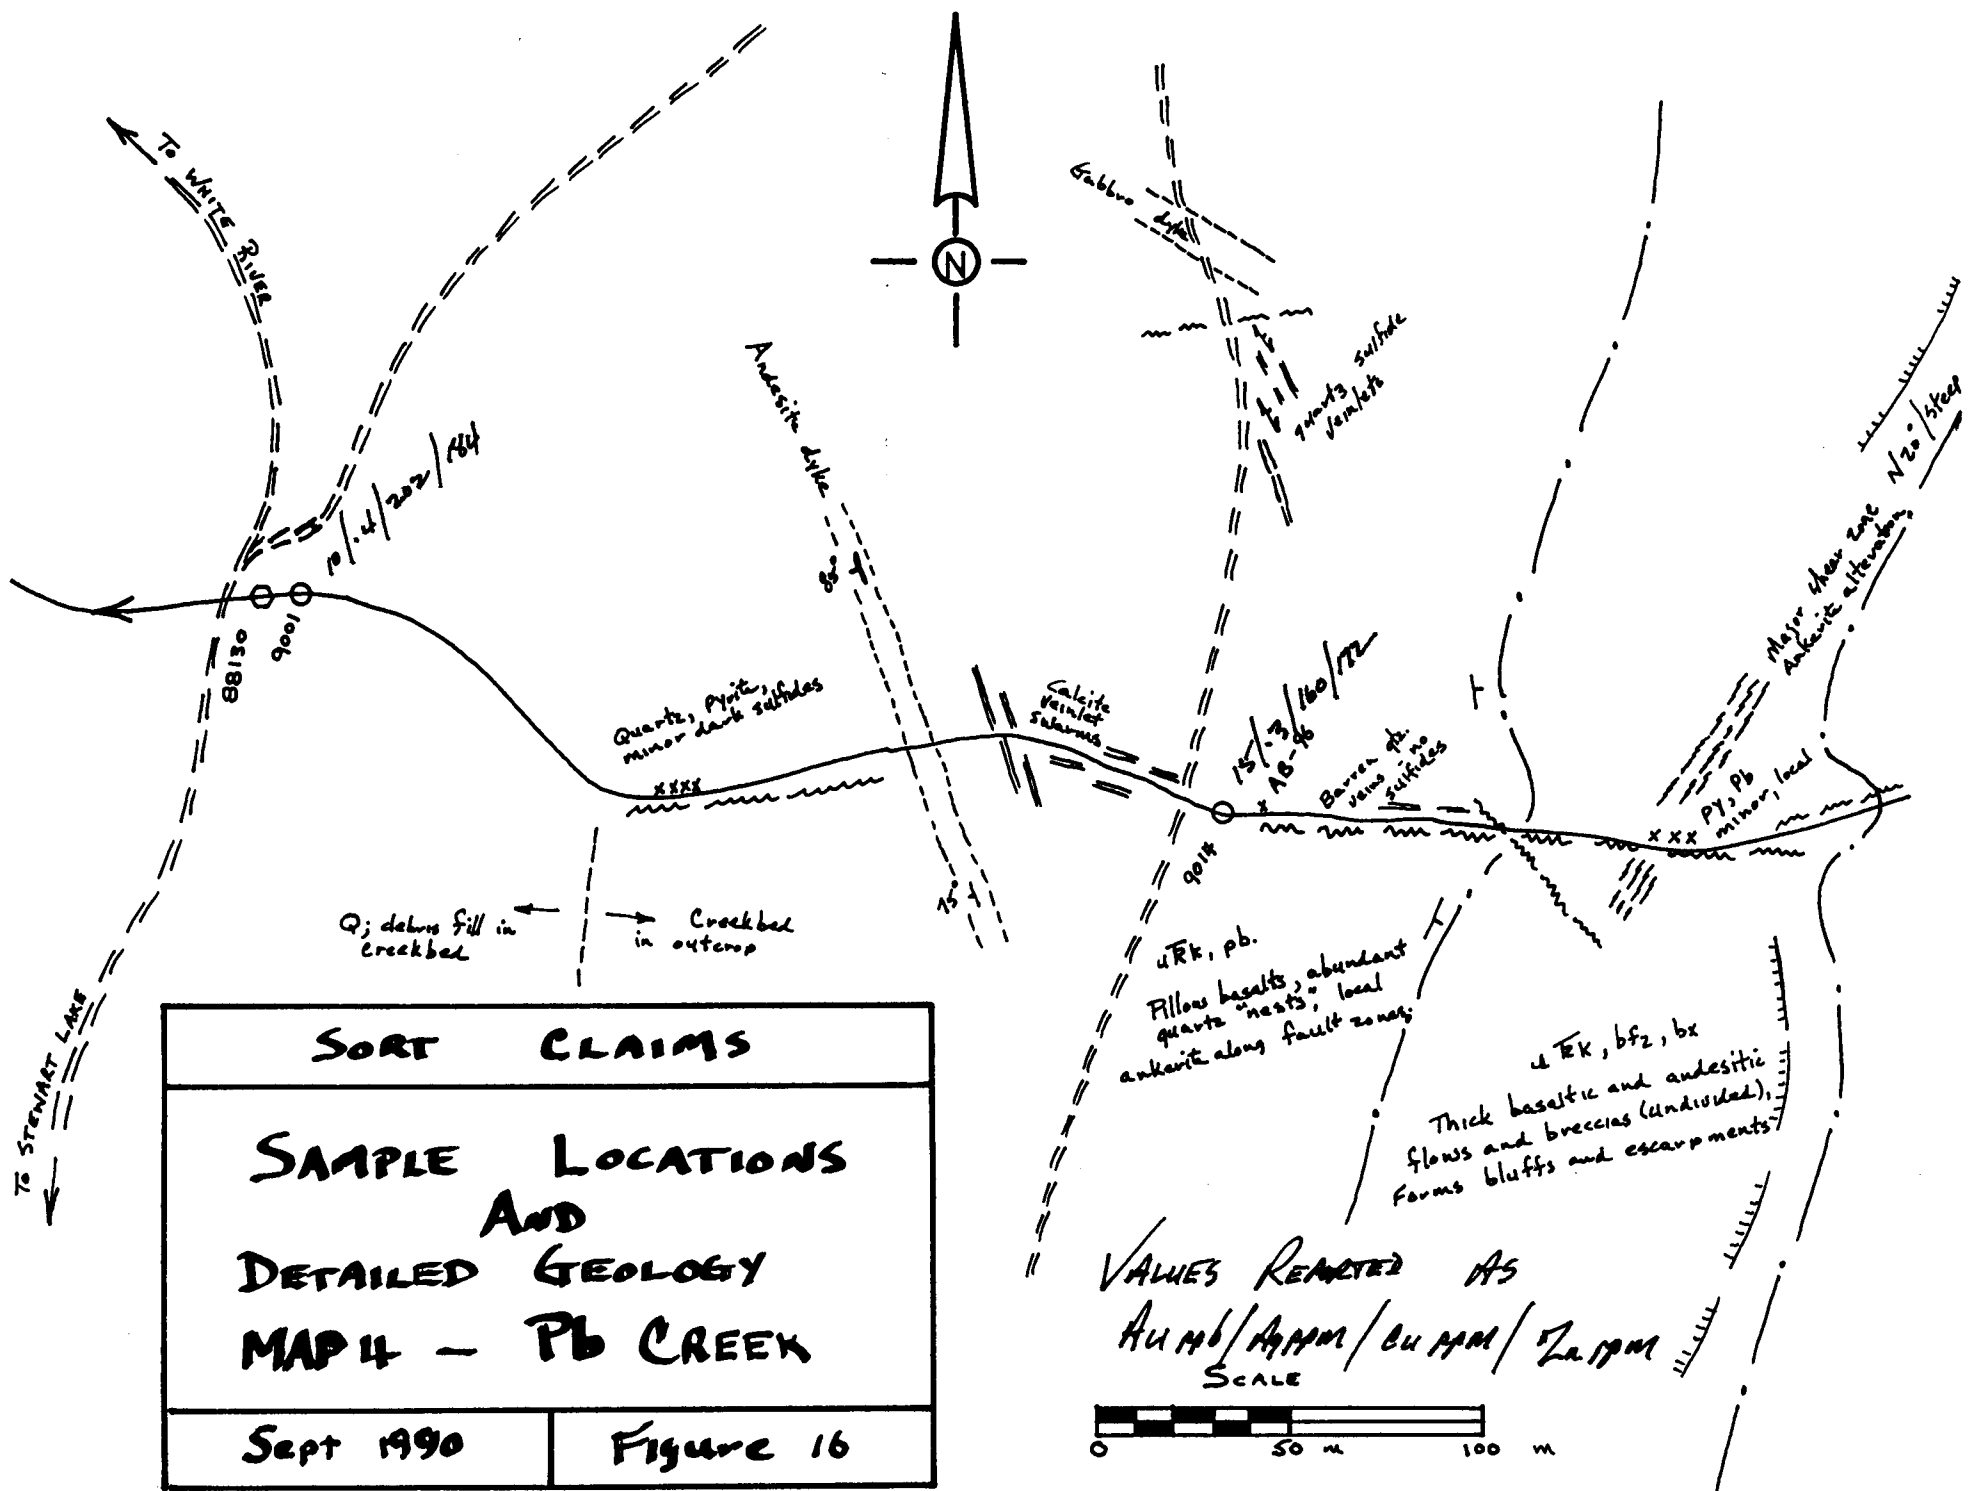 To WHITE RIVER
N
Gabbro dyke
quartz sulfide
veinlets
Andesite dyke
85°
75°
10/.4/202/184
88130
9001
Quartz, pyrite,
minor dark sulfides
Calcite
veinlet
swarms
15/.3/160/172
AB-96
9014
Barren qtz.
veins no
sulfides
N20°/steep
Major shear zone
Ankerite alteration,
py, Pb
minor, local
Q; debris fill in
creekbed
Creekbed
in outcrop
uTRK, pb.
Pillow basalts, abundant
quartz "nests", local
ankerite along fault zones,
uTRK, bf2, bx
Thick basaltic and andesitic
flows and breccias (undivided),
Forms bluffs and escarpments
To STEWART LAKE
SORT CLAIMS
SAMPLE LOCATIONS
AND
DETAILED GEOLOGY
MAP 4 - Pb CREEK
Sept 1990
Figure 16
VALUES REPORTED AS
Au ppb/Ag ppm/Cu ppm/Zn ppm
SCALE
0 50 m 100 m